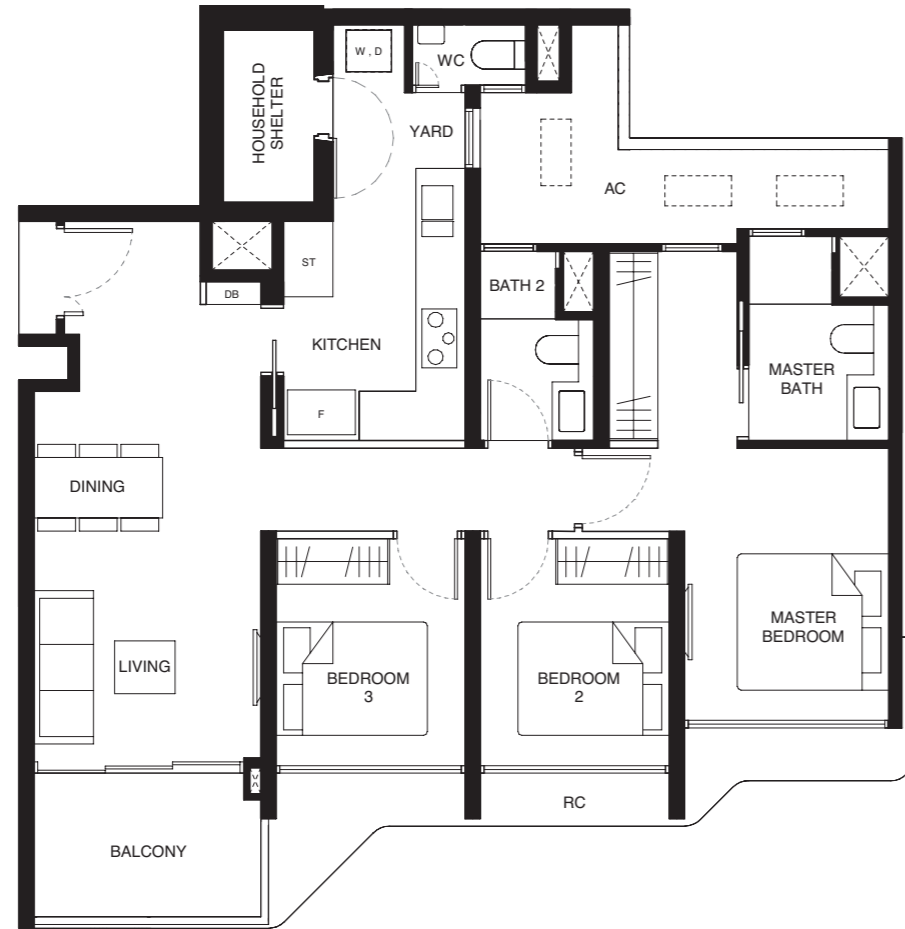 W , D
WC
HOUSEHOLD
SHELTER
YARD
AC
ST
BATH 2
DB
KITCHEN
MASTER
BATH
F
DINING
MASTER
BEDROOM
LIVING
BEDROOM
3
BEDROOM
2
RC
BALCONY